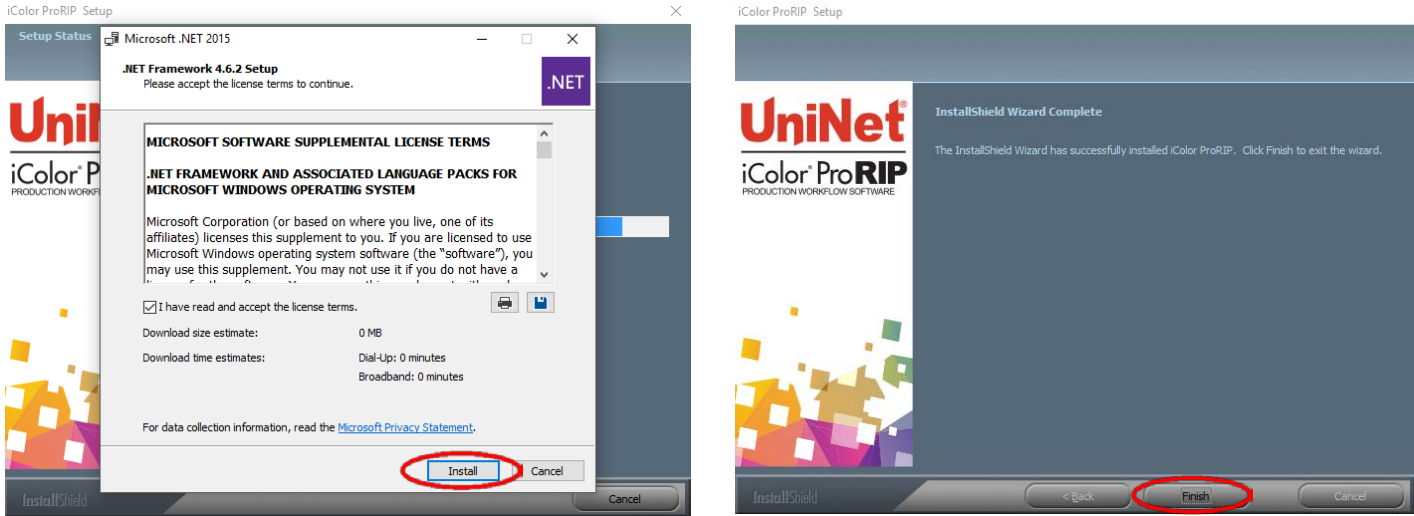 iColor ProRIP Setup
Setup Status
Microsoft .NET 2015
.NET Framework 4.6.2 Setup
Please accept the license terms to continue.
.NET
MICROSOFT SOFTWARE SUPPLEMENTAL LICENSE TERMS
.NET FRAMEWORK AND ASSOCIATED LANGUAGE PACKS FOR
MICROSOFT WINDOWS OPERATING SYSTEM
Microsoft Corporation (or based on where you live, one of its
affiliates) licenses this supplement to you. If you are licensed to use
Microsoft Windows operating system software (the “software”), you
may use this supplement. You may not use it if you do not have a
I have read and accept the license terms.
Download size estimate: 0 MB
Download time estimates: Dial-Up: 0 minutes
Broadband: 0 minutes
For data collection information, read the Microsoft Privacy Statement.
Install Cancel
InstallShield
Cancel
iColor ProRIP Setup
UniNet®
iColor® ProRIP
PRODUCTION WORKFLOW SOFTWARE
InstallShield Wizard Complete
The InstallShield Wizard has successfully installed iColor ProRIP. Click Finish to exit the wizard.
InstallShield
< Back Finish Cancel